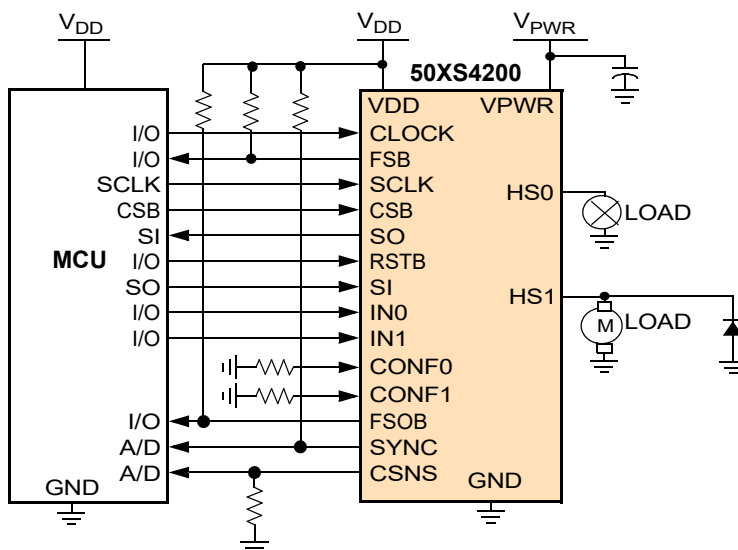 VDD
VDD
VPWR
50XS4200
VDD
VPWR
I/O
CLOCK
I/O
FSB
SCLK
SCLK
HS0
CSB
CSB
LOAD
SI
SO
MCU
I/O
RSTB
SO
SI
HS1
I/O
IN0
M
LOAD
I/O
IN1
CONF0
CONF1
I/O
FSOB
A/D
SYNC
A/D
CSNS
GND
GND